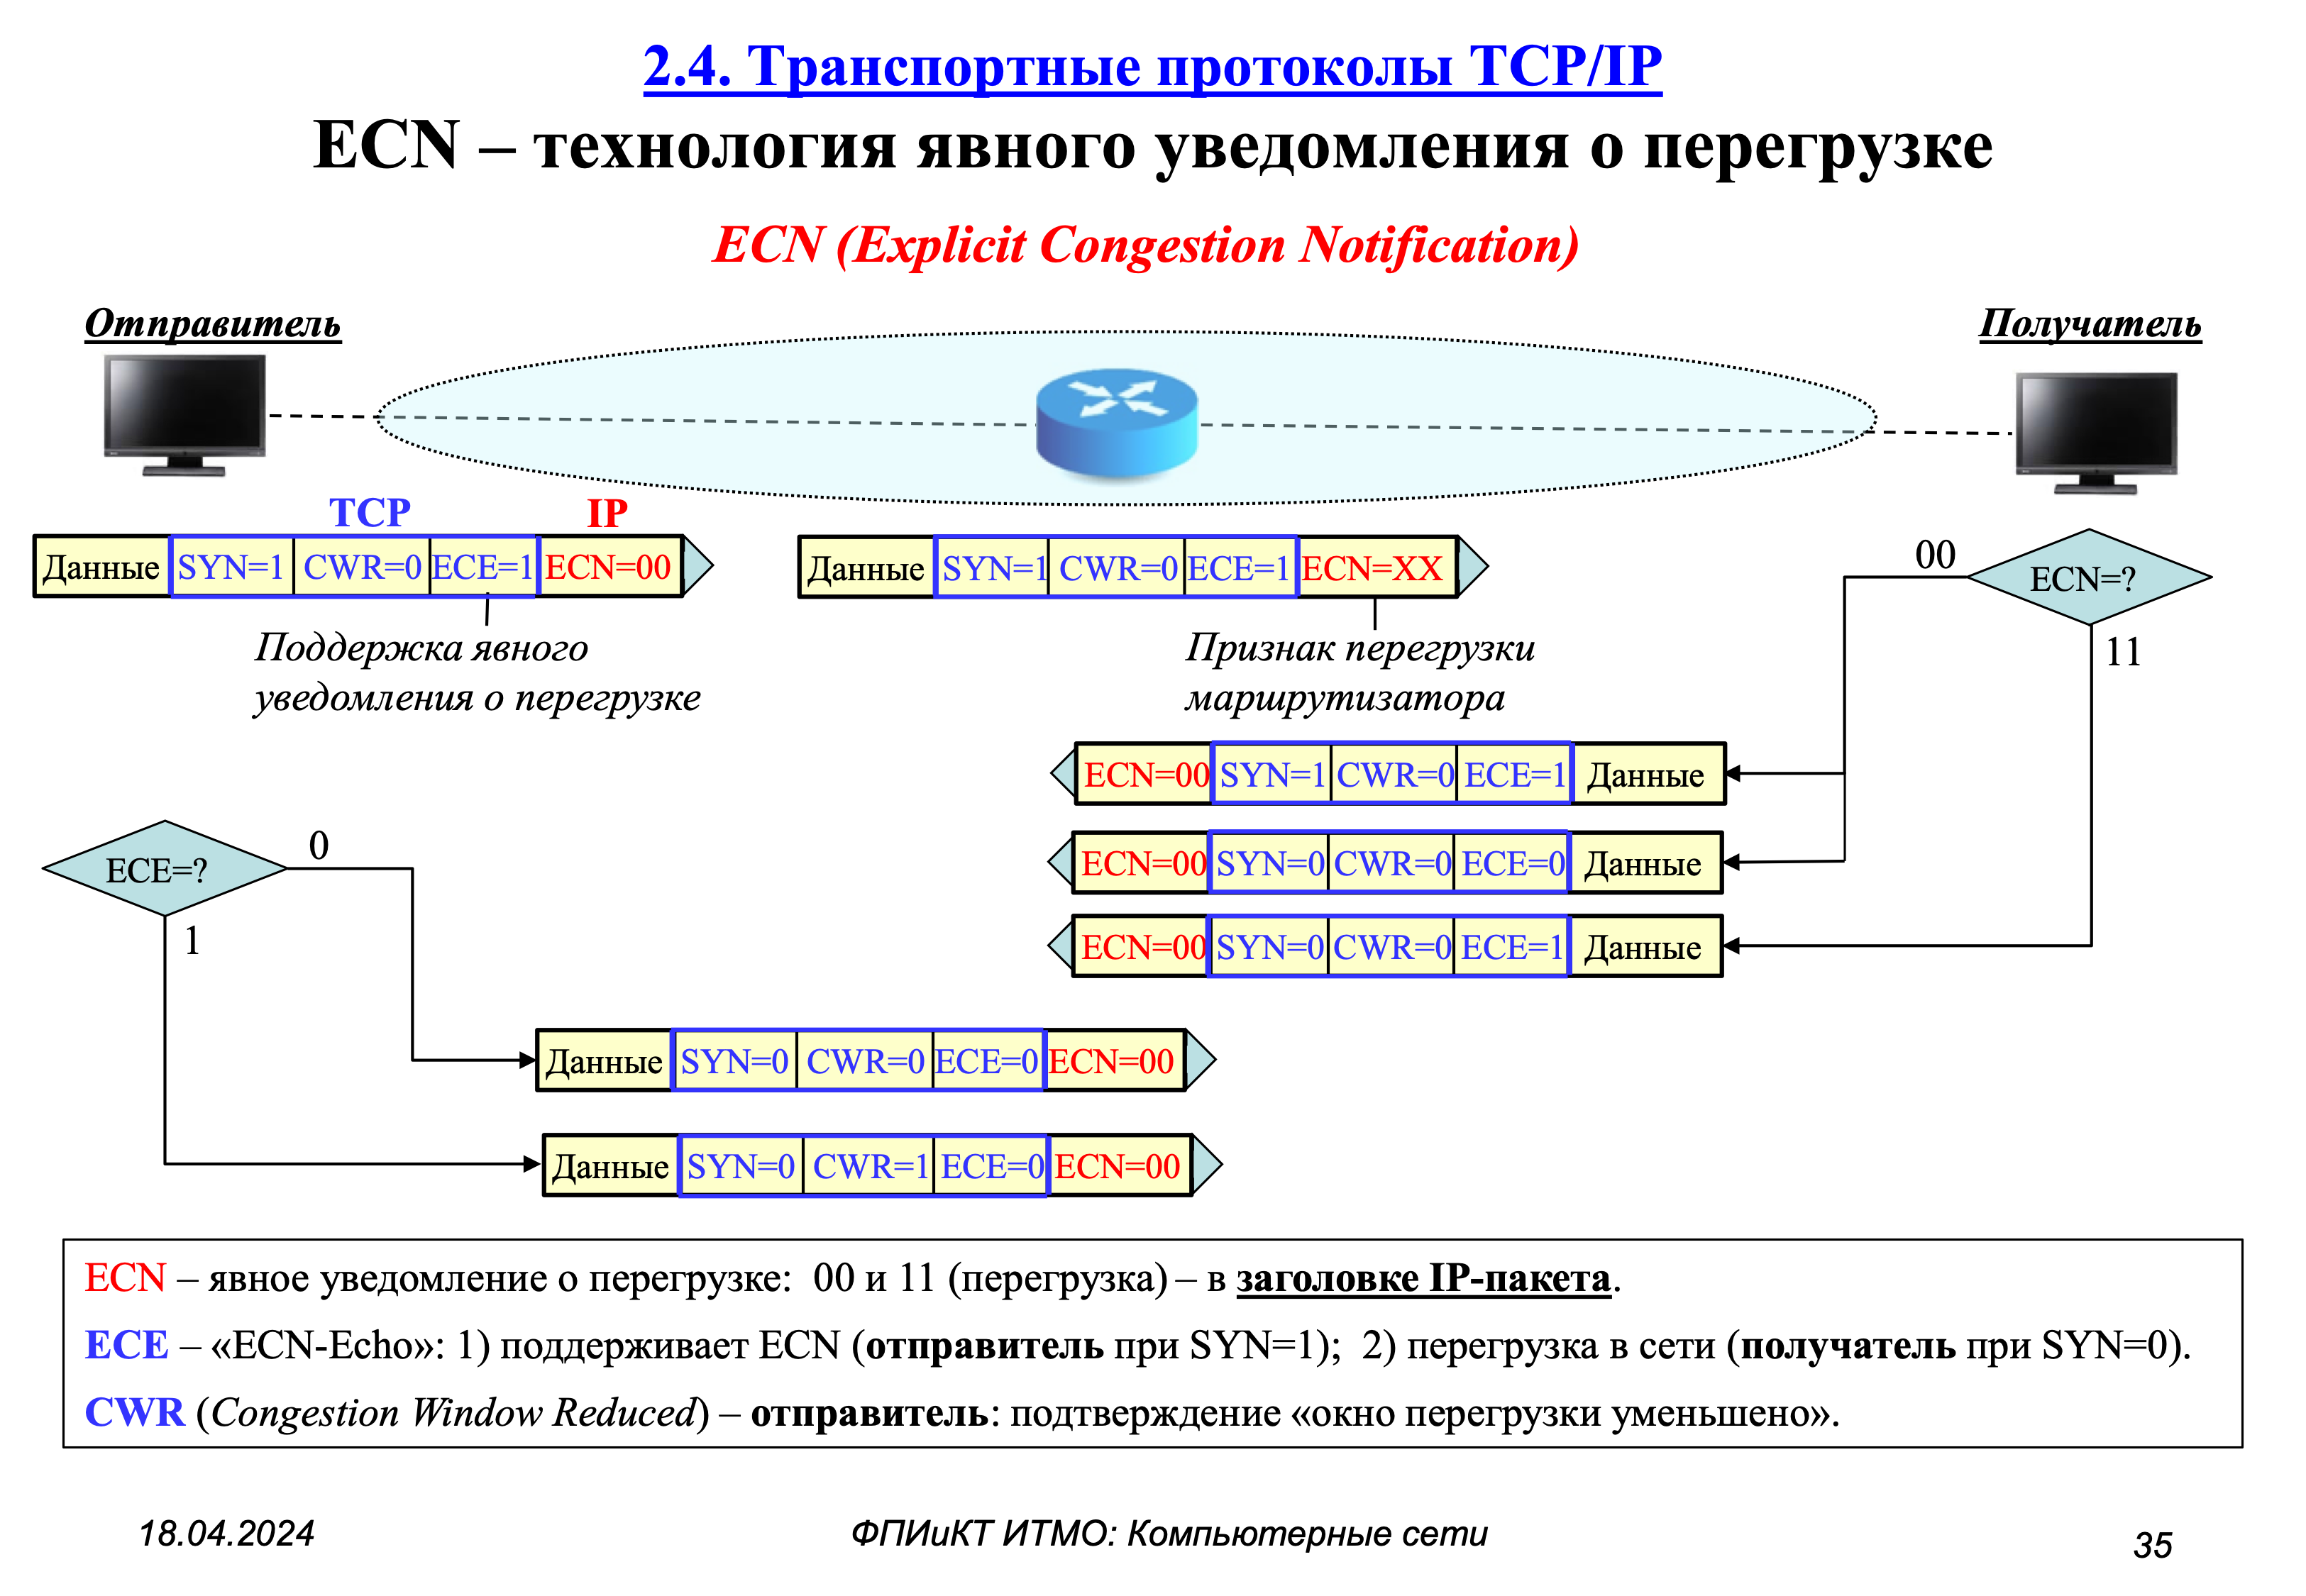 2.4. Транспортные протоколы TCP/IP
ECN – технология явного уведомления о перегрузке
ECN (Explicit Congestion Notification)
Отправитель
Получатель
TCP
IP
Данные SYN=1 CWR=0 ECE=1 ECN=00
Данные SYN=1 CWR=0 ECE=1 ECN=XX
00
ECN=?
11
Поддержка явного
уведомления о перегрузке
Признак перегрузки
маршрутизатора
ECN=00 SYN=1 CWR=0 ECE=1 Данные
ECN=00 SYN=0 CWR=0 ECE=0 Данные
ECN=00 SYN=0 CWR=0 ECE=1 Данные
ECE=?
0
1
Данные SYN=0 CWR=0 ECE=0 ECN=00
Данные SYN=0 CWR=1 ECE=0 ECN=00
ECN – явное уведомление о перегрузке: 00 и 11 (перегрузка) – в заголовке IP-пакета.
ECE – «ECN-Echo»: 1) поддерживает ECN (отправитель при SYN=1); 2) перегрузка в сети (получатель при SYN=0).
CWR (Congestion Window Reduced) – отправитель: подтверждение «окно перегрузки уменьшено».
18.04.2024
ФПИиКТ ИТМО: Компьютерные сети
35